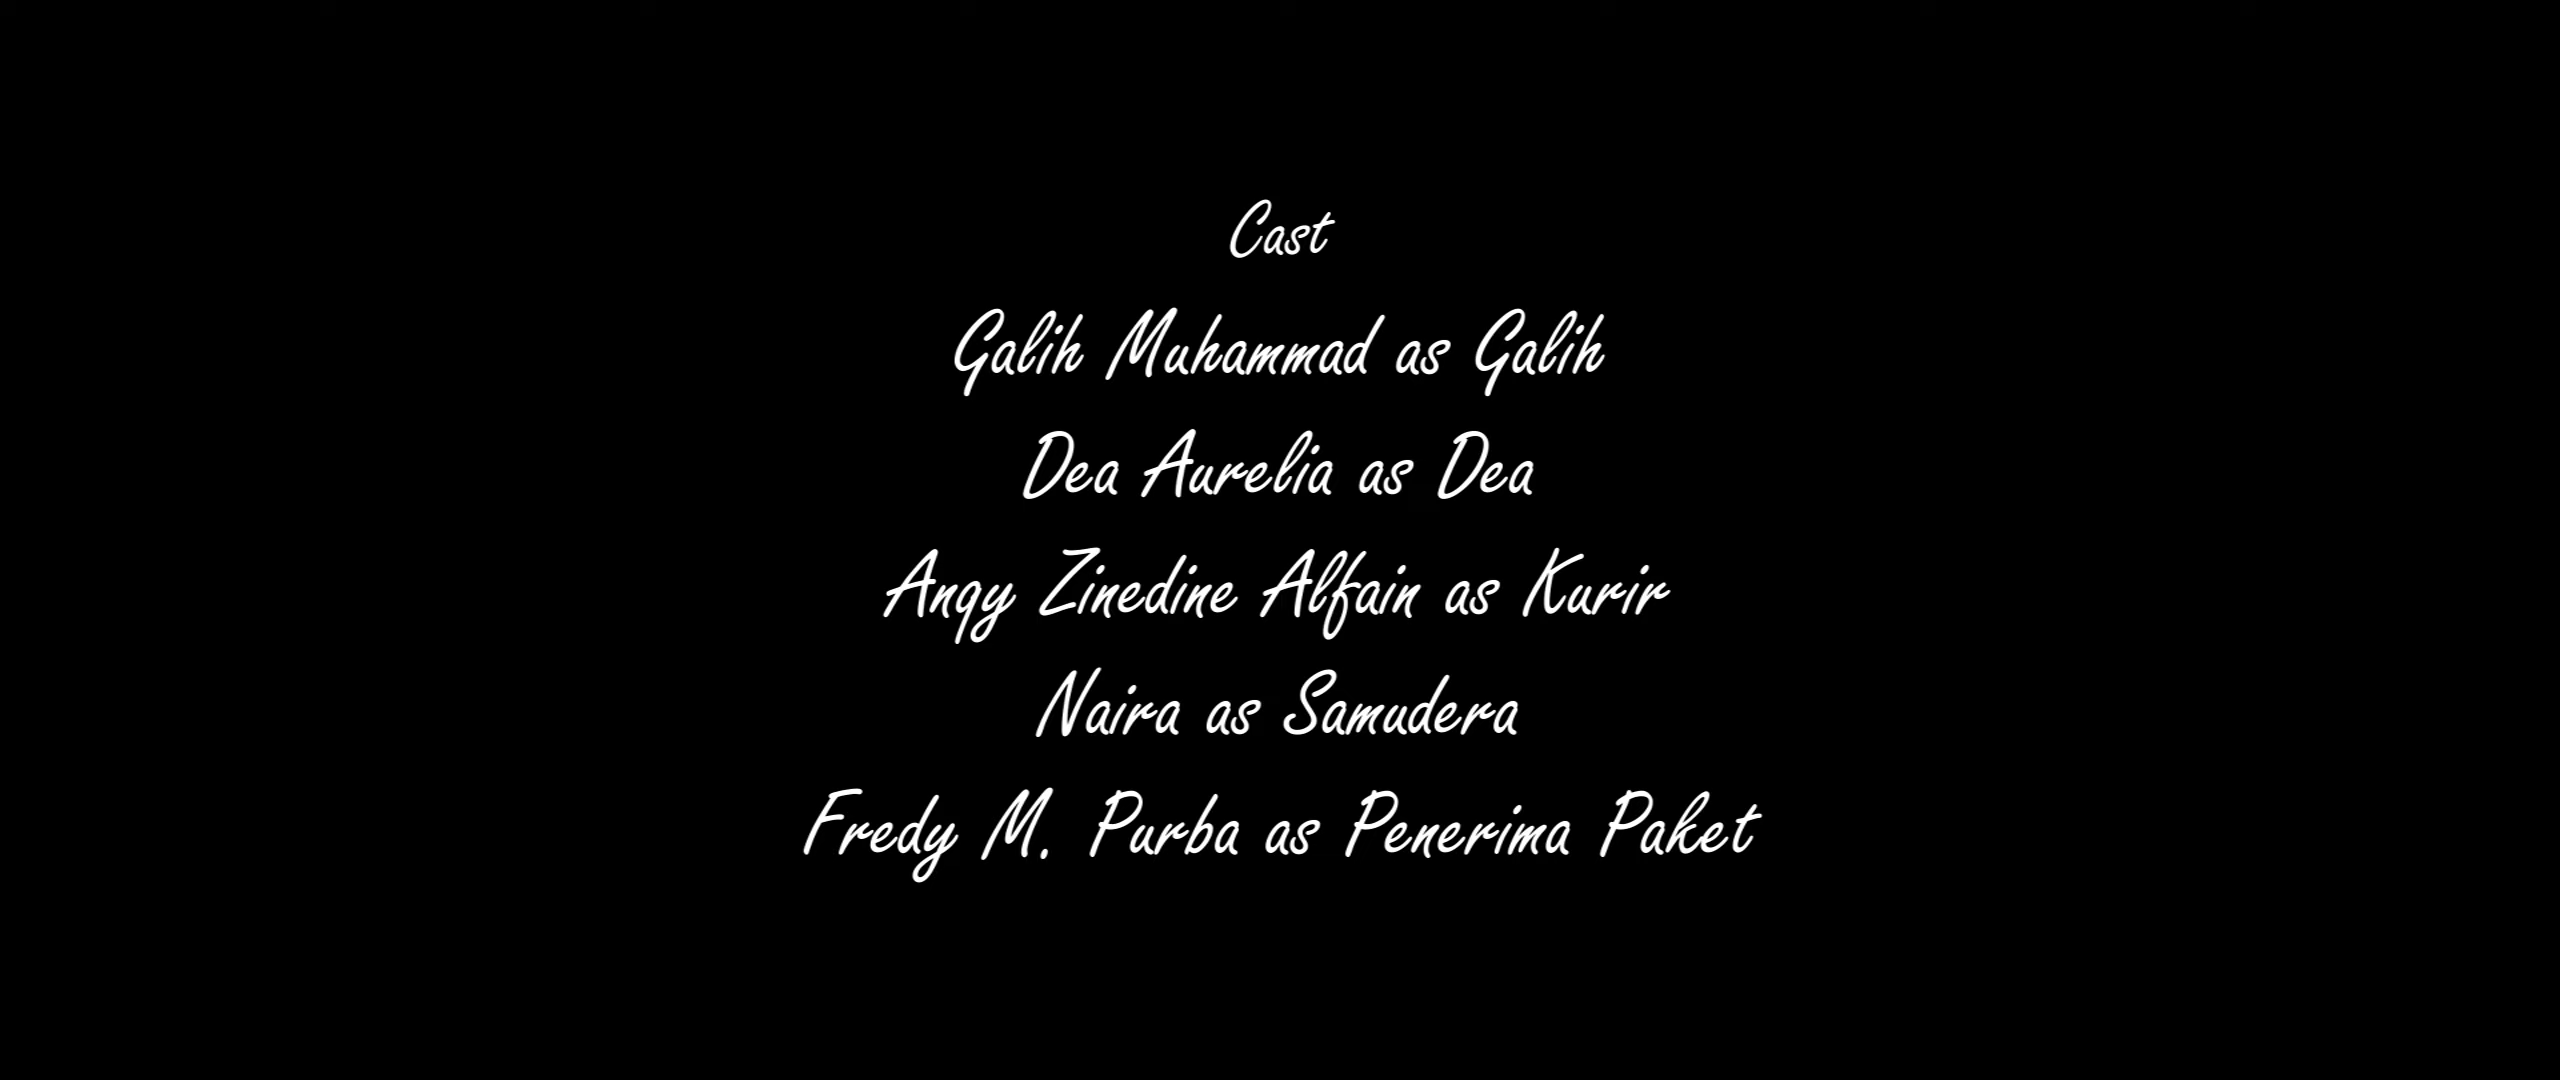 Cast
Galih Muhammad as Galih
Dea Aurelia as Dea
Anqy Zinedine Alfain as Kurir
Naira as Samudera
Fredy M. Purba as Penerima Paket